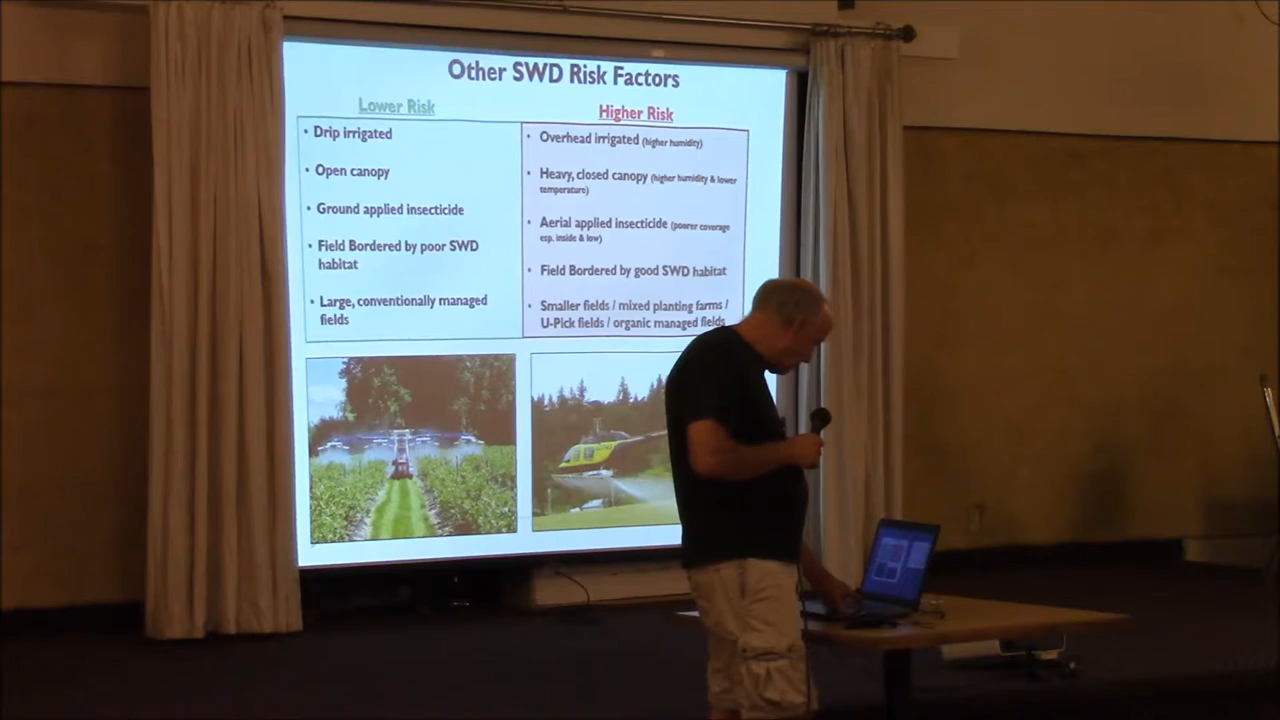 Other SWD Risk Factors
Lower Risk
• Drip irrigated
• Open canopy
• Ground applied insecticide
• Field Bordered by poor SWD
habitat
• Large, conventionally managed
fields
Higher Risk
• Overhead irrigated (higher humidity)
• Heavy, closed canopy (higher humidity & lower
temperature)
• Aerial applied insecticide (poorer coverage
esp. inside & low)
• Field Bordered by good SWD habitat
• Smaller fields / mixed planting farms /
U-Pick fields / organic managed fields